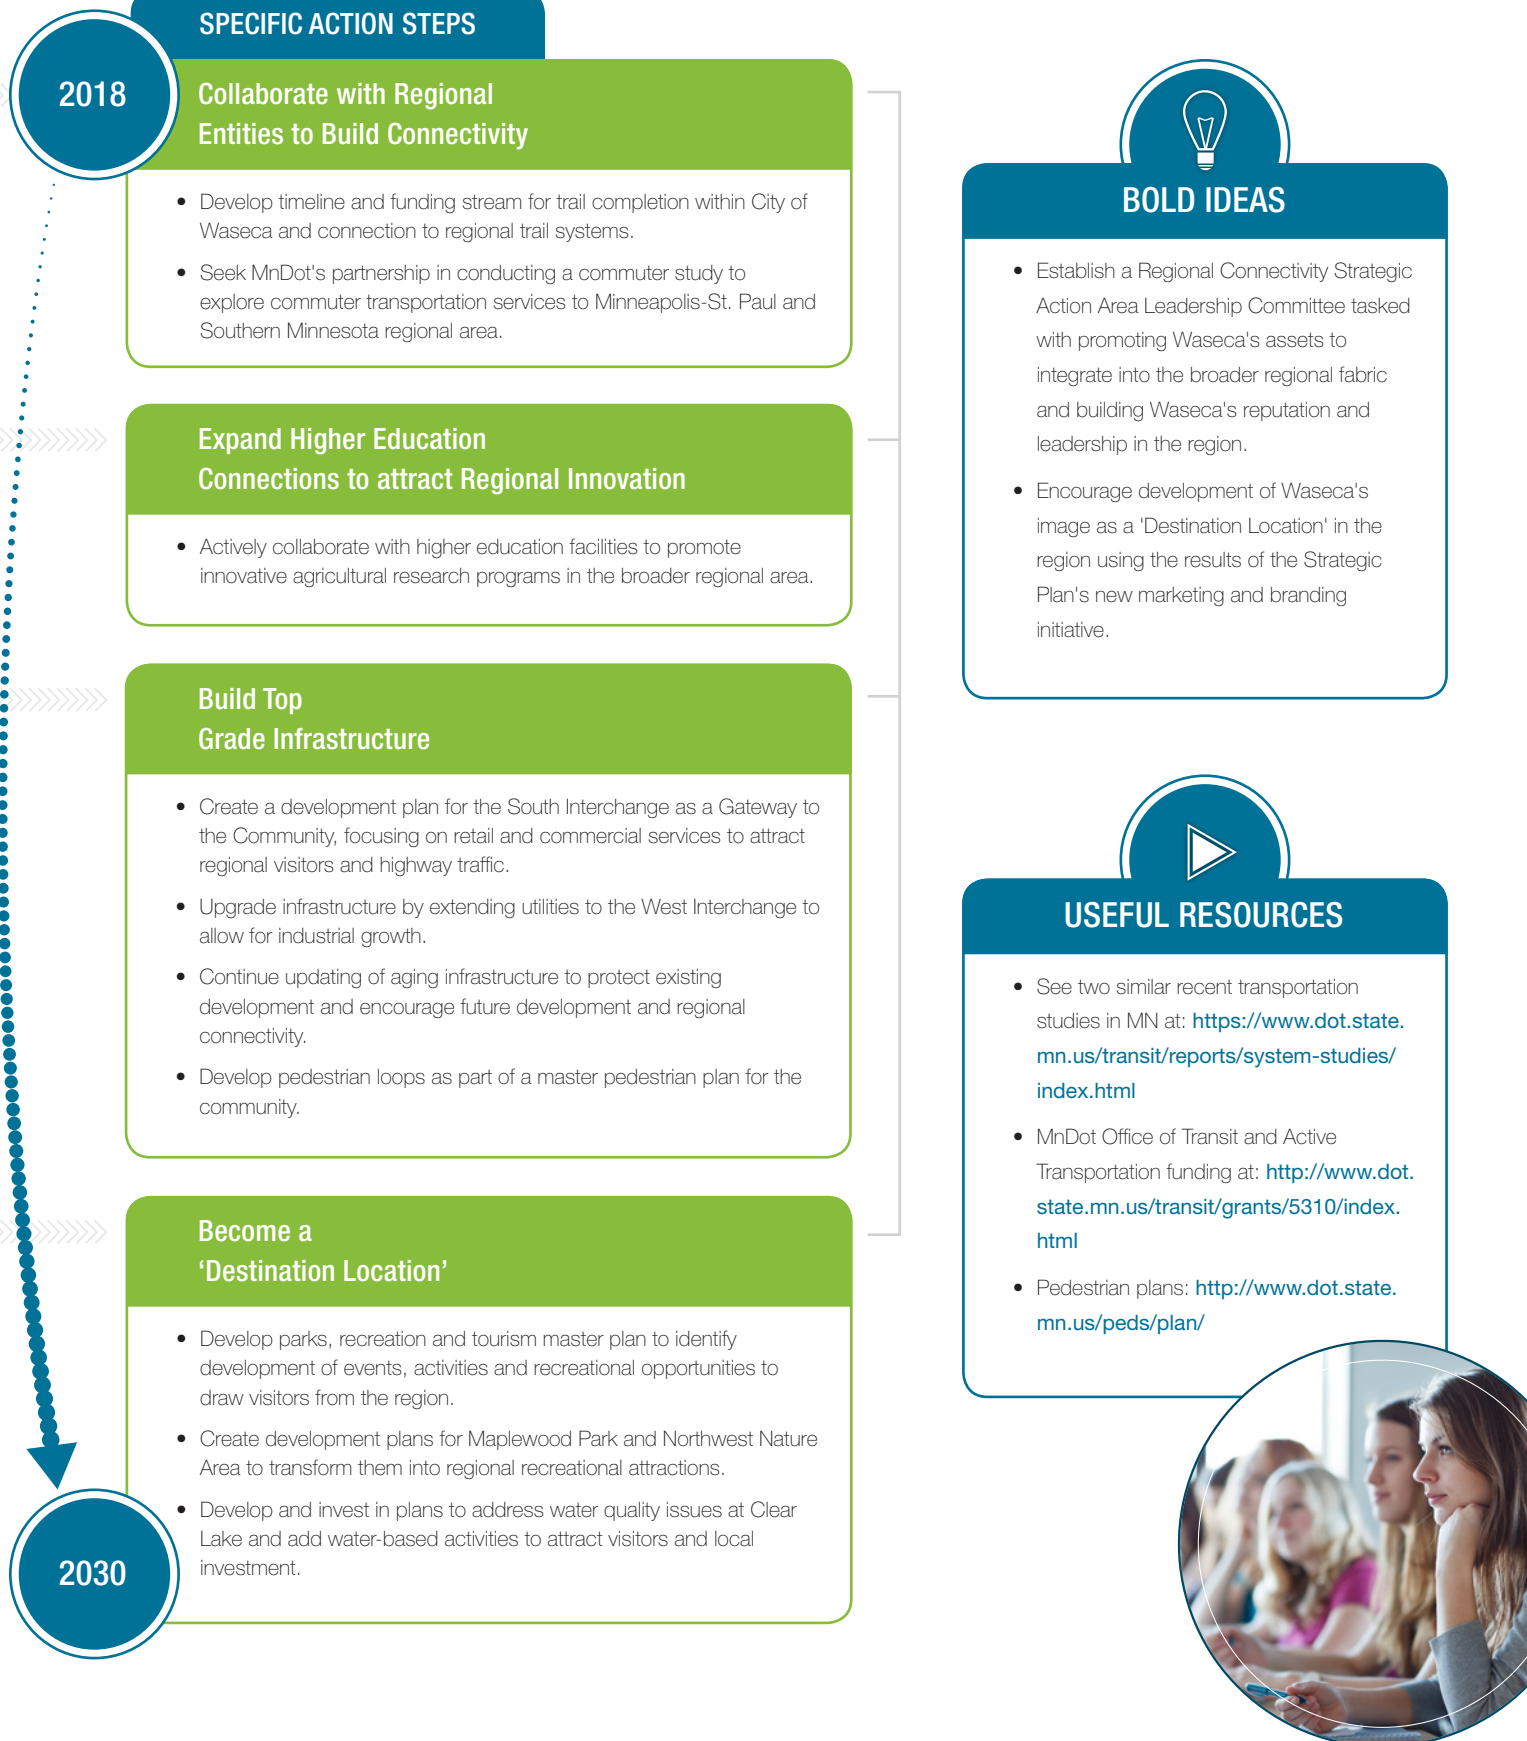 SPECIFIC ACTION STEPS
2018
Collaborate with Regional
Entities to Build Connectivity
• Develop timeline and funding stream for trail completion within City of
Waseca and connection to regional trail systems.
• Seek MnDot's partnership in conducting a commuter study to
explore commuter transportation services to Minneapolis-St. Paul and
Southern Minnesota regional area.
Expand Higher Education
Connections to attract Regional Innovation
• Actively collaborate with higher education facilities to promote
innovative agricultural research programs in the broader regional area.
Build Top
Grade Infrastructure
• Create a development plan for the South Interchange as a Gateway to
the Community, focusing on retail and commercial services to attract
regional visitors and highway traffic.
• Upgrade infrastructure by extending utilities to the West Interchange to
allow for industrial growth.
• Continue updating of aging infrastructure to protect existing
development and encourage future development and regional
connectivity.
• Develop pedestrian loops as part of a master pedestrian plan for the
community.
Become a
‘Destination Location’
• Develop parks, recreation and tourism master plan to identify
development of events, activities and recreational opportunities to
draw visitors from the region.
• Create development plans for Maplewood Park and Northwest Nature
Area to transform them into regional recreational attractions.
• Develop and invest in plans to address water quality issues at Clear
Lake and add water-based activities to attract visitors and local
investment.
2030
BOLD IDEAS
• Establish a Regional Connectivity Strategic
Action Area Leadership Committee tasked
with promoting Waseca's assets to
integrate into the broader regional fabric
and building Waseca's reputation and
leadership in the region.
• Encourage development of Waseca's
image as a 'Destination Location' in the
region using the results of the Strategic
Plan's new marketing and branding
initiative.
USEFUL RESOURCES
• See two similar recent transportation
studies in MN at: https://www.dot.state.
mn.us/transit/reports/system-studies/
index.html
• MnDot Office of Transit and Active
Transportation funding at: http://www.dot.
state.mn.us/transit/grants/5310/index.
html
• Pedestrian plans: http://www.dot.state.
mn.us/peds/plan/